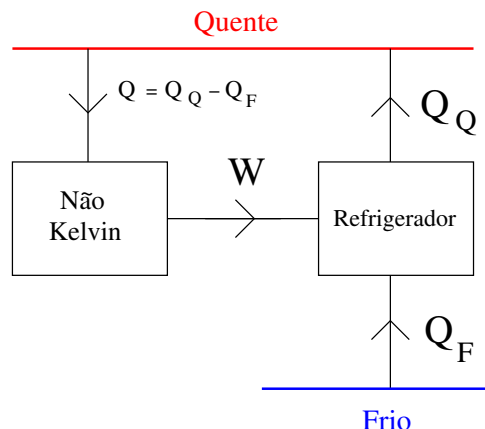 Quente
Q = Q_Q − Q_F
Q_Q
W
Não
Kelvin
Refrigerador
Q_F
Frio